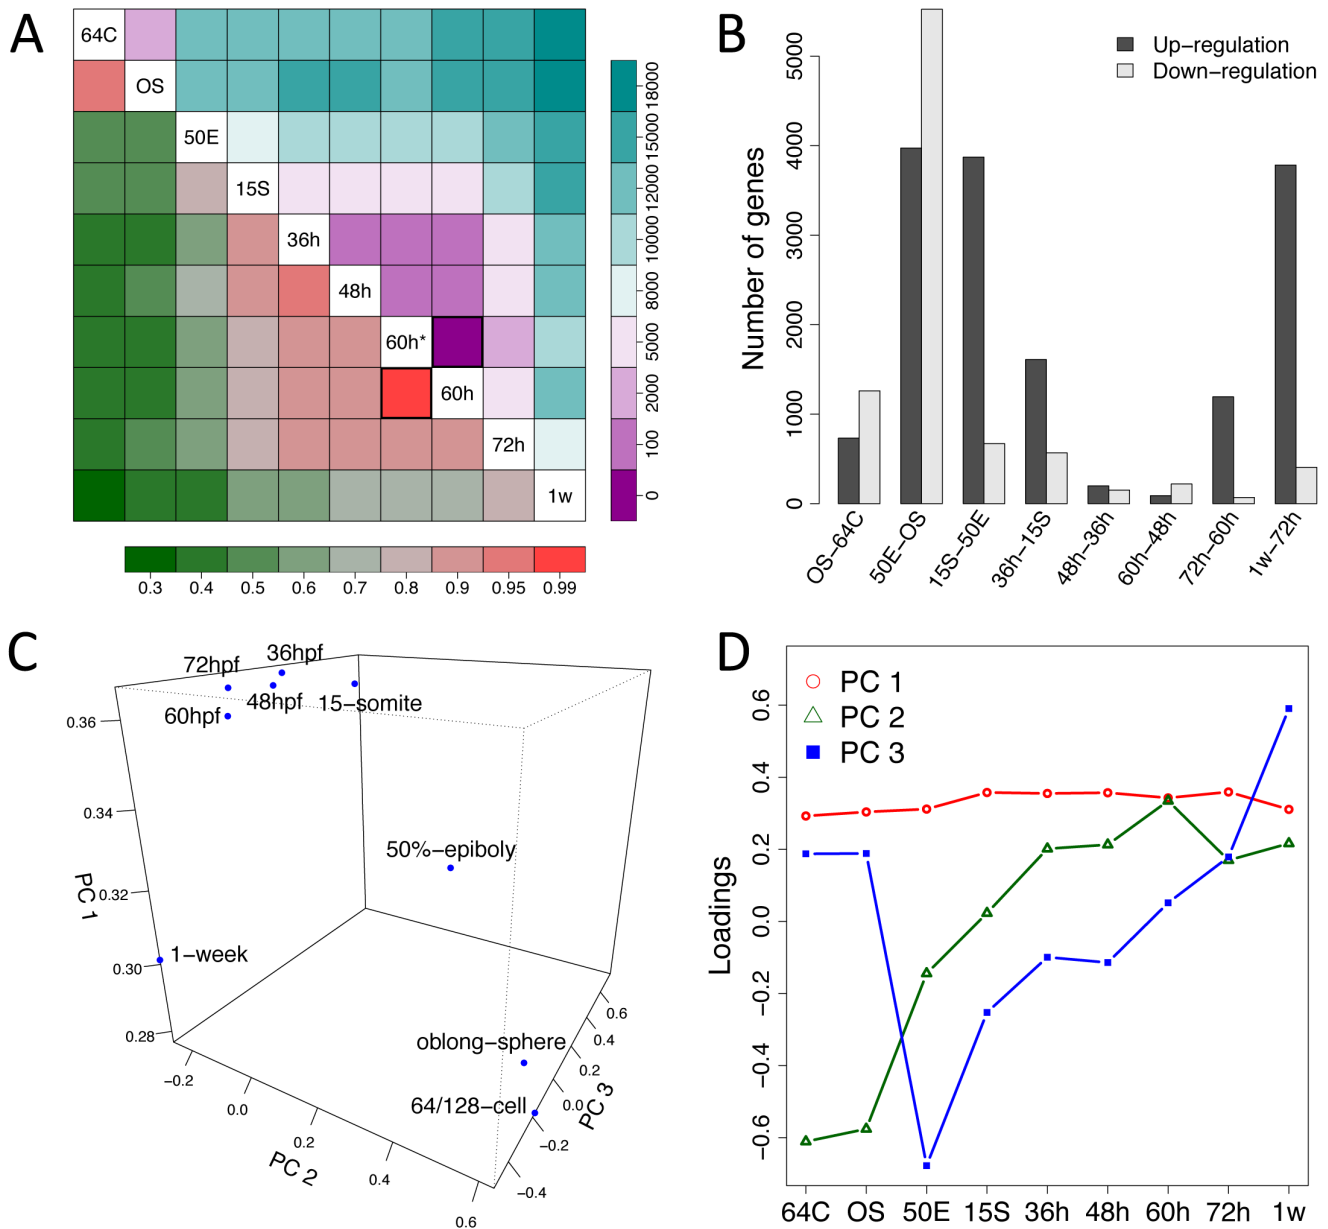 A
64C
OS
50E
15S
36h
48h
60h*
60h
72h
1w
18000
15000
12000
10000
8000
5000
2000
100
0
0.3 0.4 0.5 0.6 0.7 0.8 0.9 0.95 0.99
B
Number of genes
5000
4000
3000
2000
1000
0
Up−regulation
Down−regulation
OS−64C
50E−OS
15S−50E
36h−15S
48h−36h
60h−48h
72h−60h
1w−72h
C
72hpf 36hpf
60hpf 48hpf 15−somite
50%−epiboly
1−week
oblong−sphere
64/128−cell
PC 1
0.36
0.34
0.32
0.30
0.28
PC 2
−0.2
0.0
0.2
0.4
0.6
PC 3
0.6
0.4
0.2
0.0
−0.2
−0.4
D
PC 1
PC 2
PC 3
Loadings
0.6
0.4
0.2
0.0
−0.2
−0.4
−0.6
64C OS 50E 15S 36h 48h 60h 72h 1w